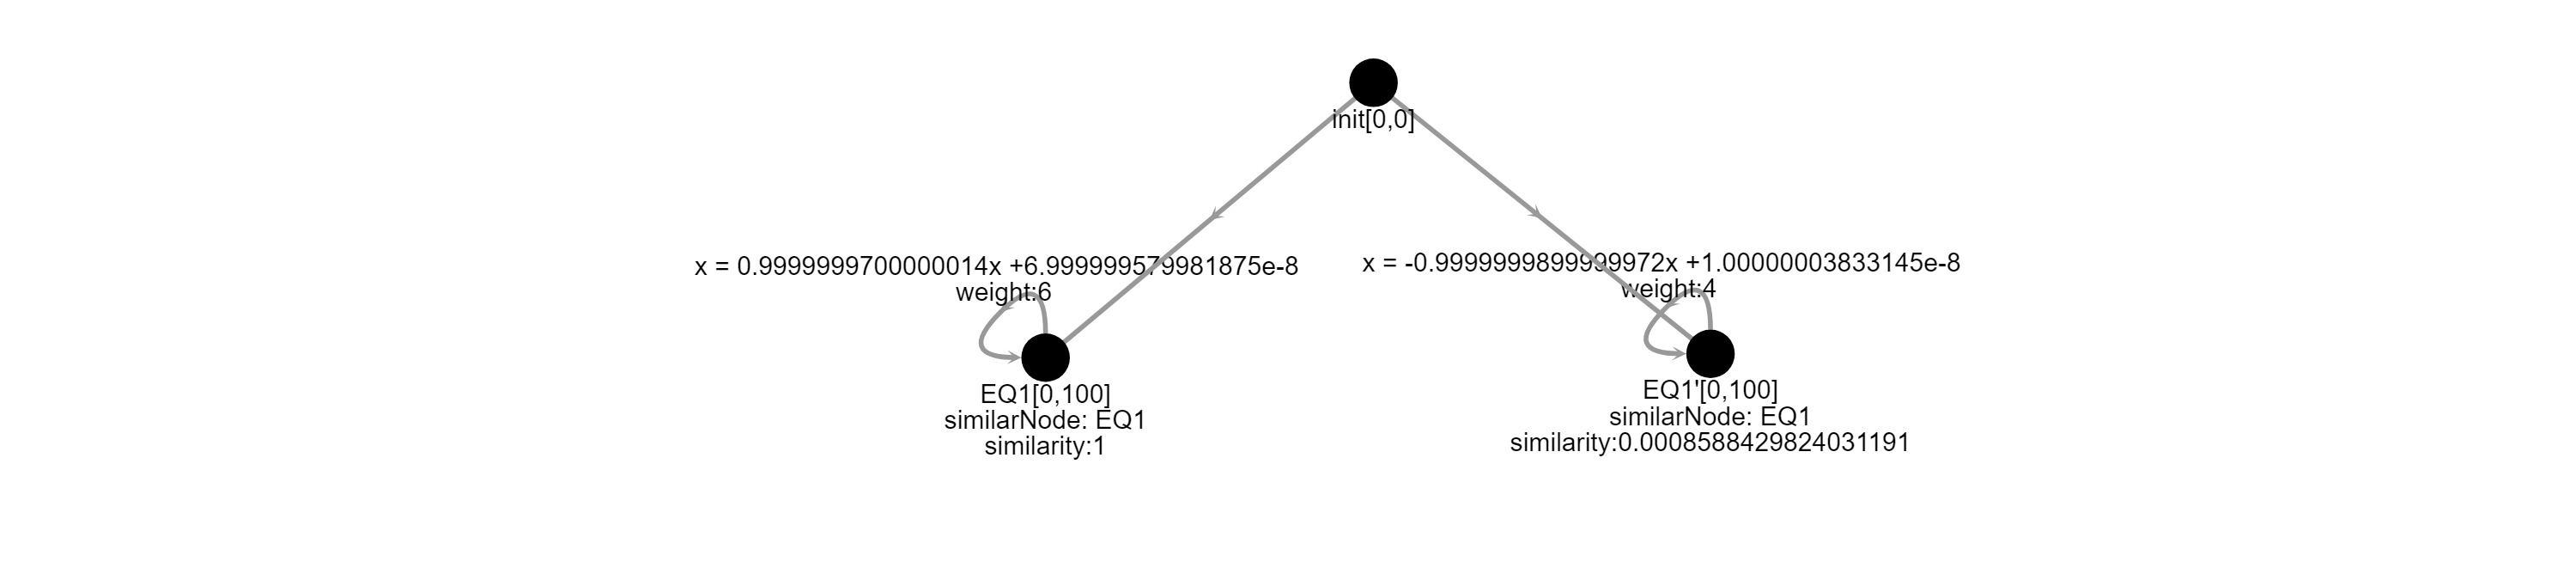 init[0,0]
x = 0.9999999700000014x +6.999999579981875e-8
weight:6
x = -0.9999999899999972x +1.00000003833145e-8
weight:4
EQ1[0,100]
similarNode: EQ1
similarity:1
EQ1'[0,100]
similarNode: EQ1
similarity:0.0008588429824031191